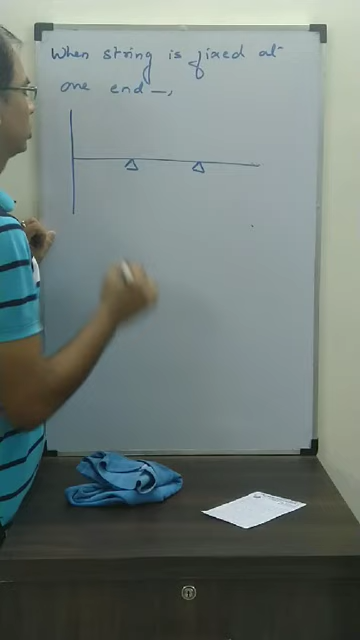 When string is fixed at
one end –,